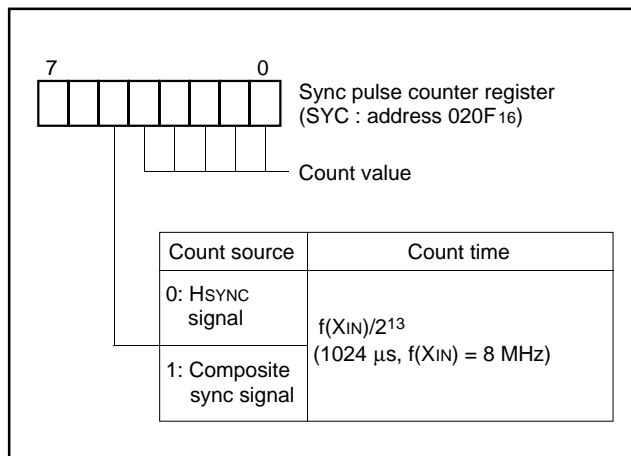 7 0
Sync pulse counter register
(SYC : address 020F16)
Count value
Count source Count time
0: HSYNC
signal
f(XIN)/2¹³
(1024 μs, f(XIN) = 8 MHz)
1: Composite
sync signal